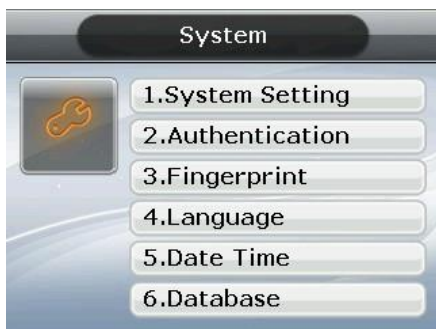 System
1.System Setting
2.Authentication
3.Fingerprint
4.Language
5.Date Time
6.Database